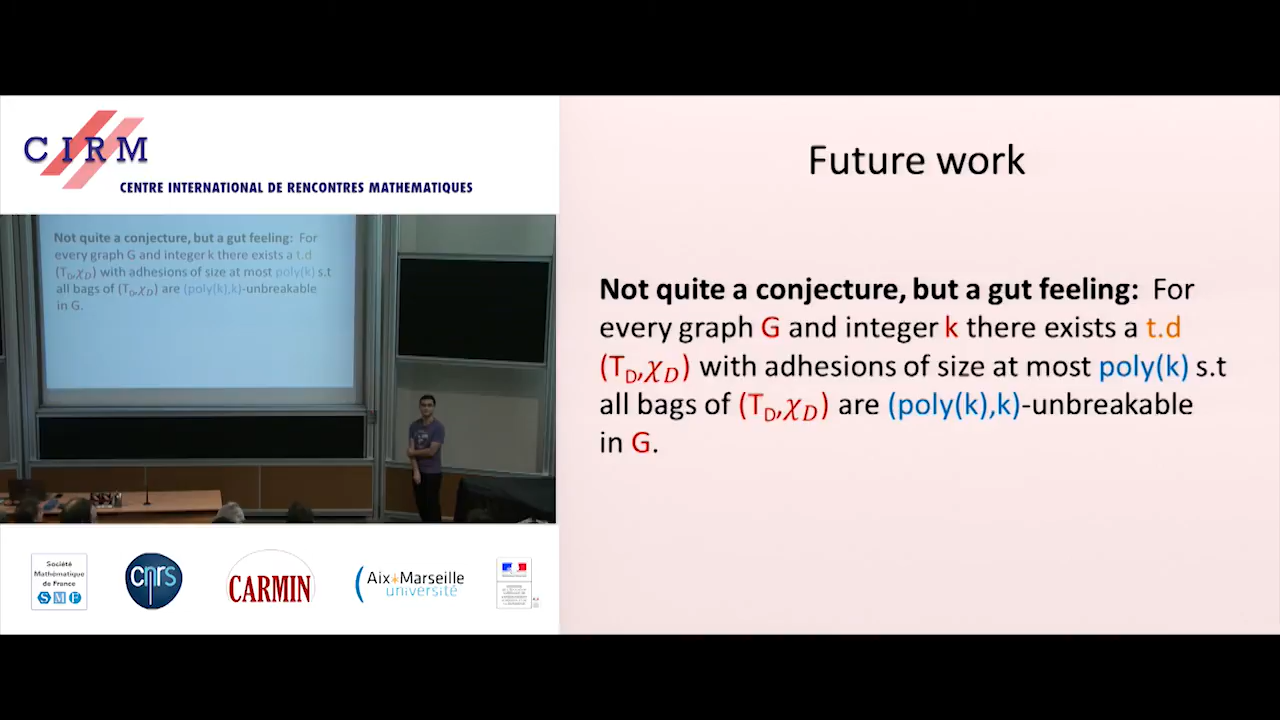 CIRM
CENTRE INTERNATIONAL DE RENCONTRES MATHEMATIQUES
Not quite a conjecture, but a gut feeling: For
every graph G and integer k there exists a t.d
(T_D,χ_D) with adhesions of size at most poly(k) s.t
all bags of (T_D,χ_D) are (poly(k),k)-unbreakable
in G.
Société
Mathématique
de France
SMF
cnrs
CARMIN
Aix*Marseille
université
Future work
Not quite a conjecture, but a gut feeling: For
every graph G and integer k there exists a t.d
(T_D,χ_D) with adhesions of size at most poly(k) s.t
all bags of (T_D,χ_D) are (poly(k),k)-unbreakable
in G.